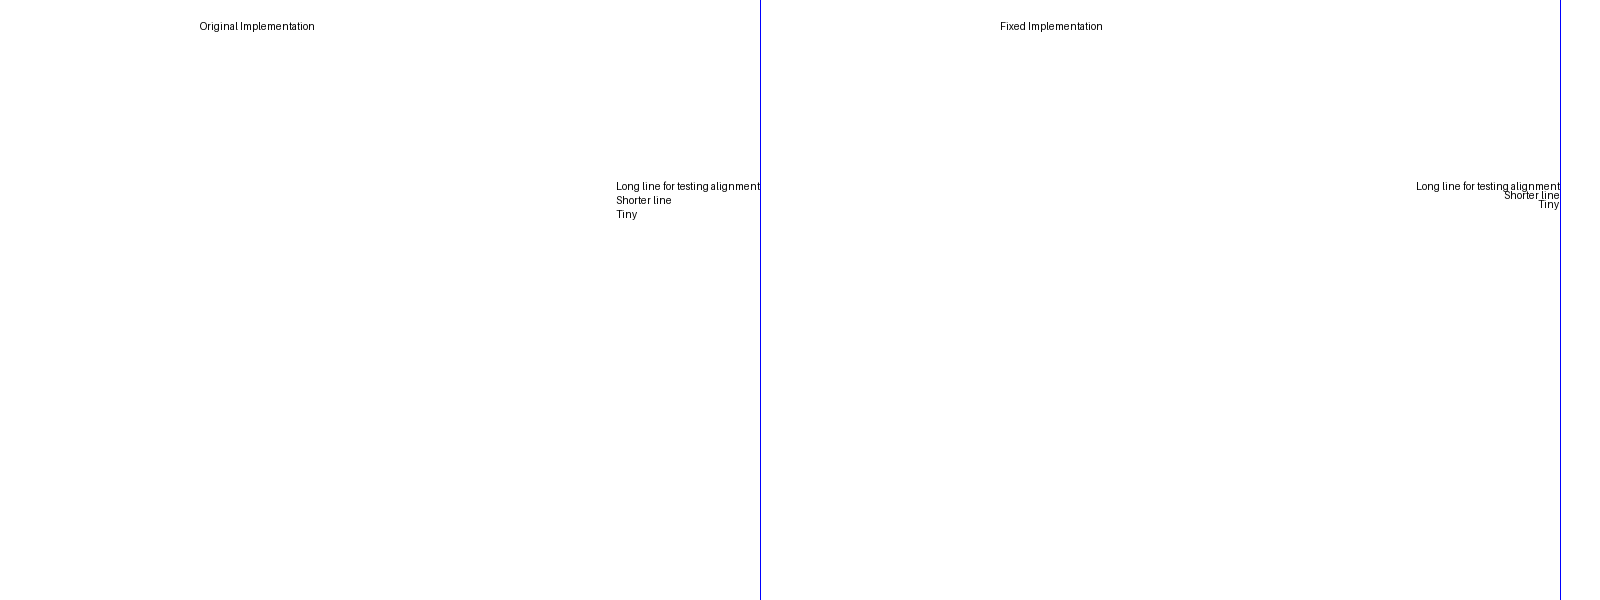 Original Implementation
Long line for testing alignment
Shorter line
Tiny
Fixed Implementation
Long line for testing alignment
Shorter line
Tiny